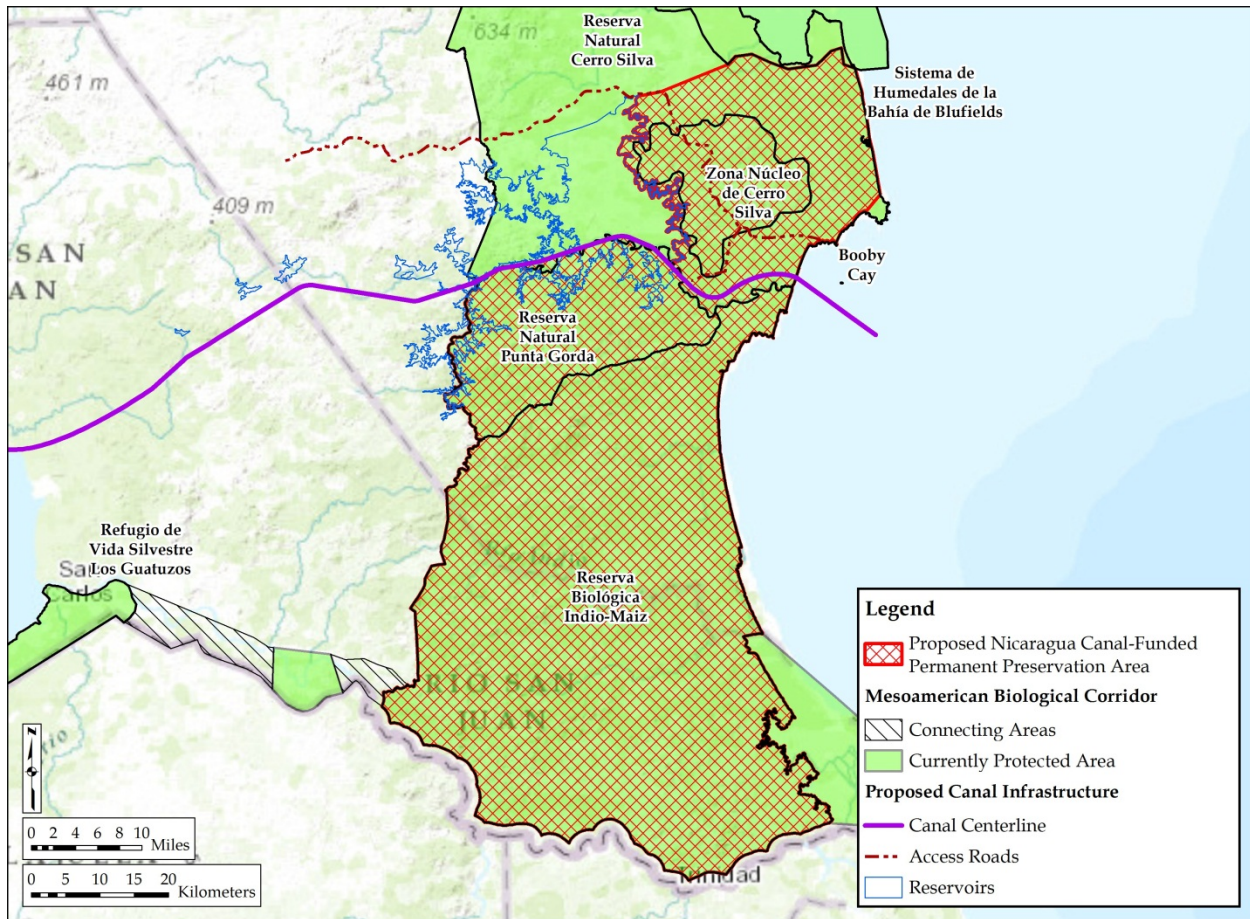 Reserva
Natural
Cerro Silva
634 m
461 m
Sistema de
Humedales de la
Bahía de Blufields
Zona Núcleo
de Cerro
Silva
409 m
SAN
AN
Booby
Cay
Reserva
Natural
Punta Gorda
Refugio de
Vida Silvestre
Los Guatuzos
San
Carlos
Reserva
Biológica
Indio-Maiz
RIO SAN
JUAN
Trinidad
N
0 2 4 6 8 10
Miles
0 5 10 15 20
Kilometers
Legend
Proposed Nicaragua Canal-Funded
Permanent Preservation Area
Mesoamerican Biological Corridor
Connecting Areas
Currently Protected Area
Proposed Canal Infrastructure
Canal Centerline
Access Roads
Reservoirs